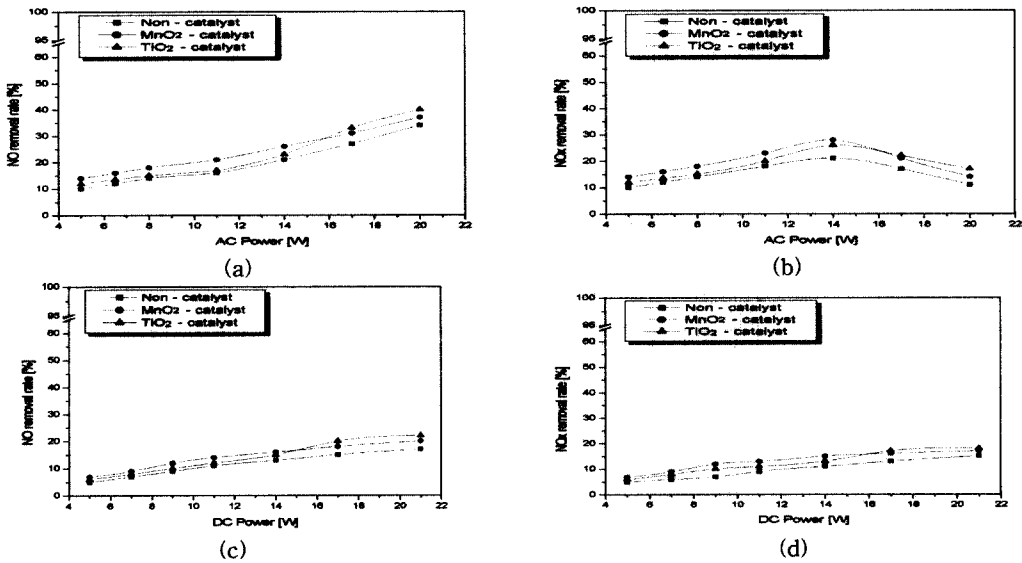 Non - catalyst
MnO2 - catalyst
TiO2 - catalyst
NO removal rate [%]
100
95
60
50
40
30
20
10
0
4 6 8 10 12 14 16 18 20 22
AC Power [W]
(a)
Non - catalyst
MnO2 - catalyst
TiO2 - catalyst
NOx removal rate [%]
100
95
60
50
40
30
20
10
0
4 6 8 10 12 14 16 18 20 22
AC Power [W]
(b)
Non - catalyst
MnO2 - catalyst
TiO2 - catalyst
NO removal rate [%]
100
95
80
60
40
20
10
0
4 6 8 10 12 14 16 18 20 22
DC Power [W]
(c)
Non - catalyst
MnO2 - catalyst
TiO2 - catalyst
NOx removal rate [%]
100
95
60
50
40
30
20
10
0
4 6 8 10 12 14 16 18 20 22
DC Power [W]
(d)